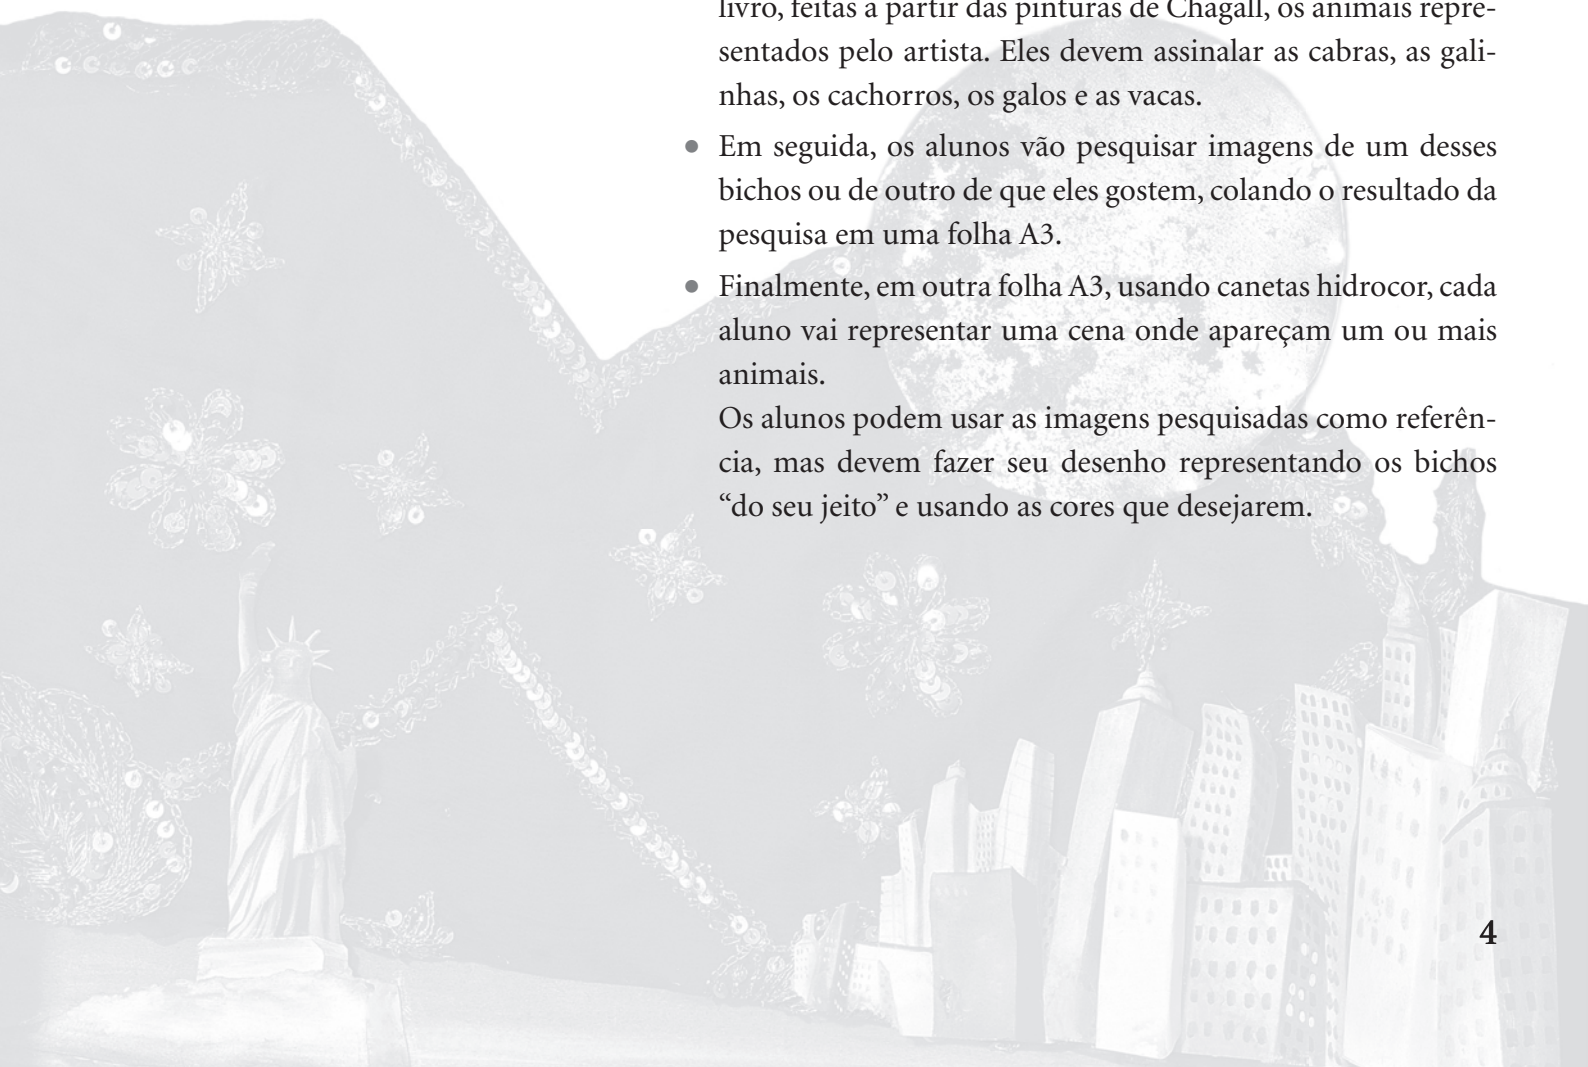 livro, feitas a partir das pinturas de Chagall, os animais repre-
sentados pelo artista. Eles devem assinalar as cabras, as gali-
nhas, os cachorros, os galos e as vacas.
• Em seguida, os alunos vão pesquisar imagens de um desses
bichos ou de outro de que eles gostem, colando o resultado da
pesquisa em uma folha A3.
• Finalmente, em outra folha A3, usando canetas hidrocor, cada
aluno vai representar uma cena onde apareçam um ou mais
animais.
Os alunos podem usar as imagens pesquisadas como referên-
cia, mas devem fazer seu desenho representando os bichos
“do seu jeito” e usando as cores que desejarem.
4